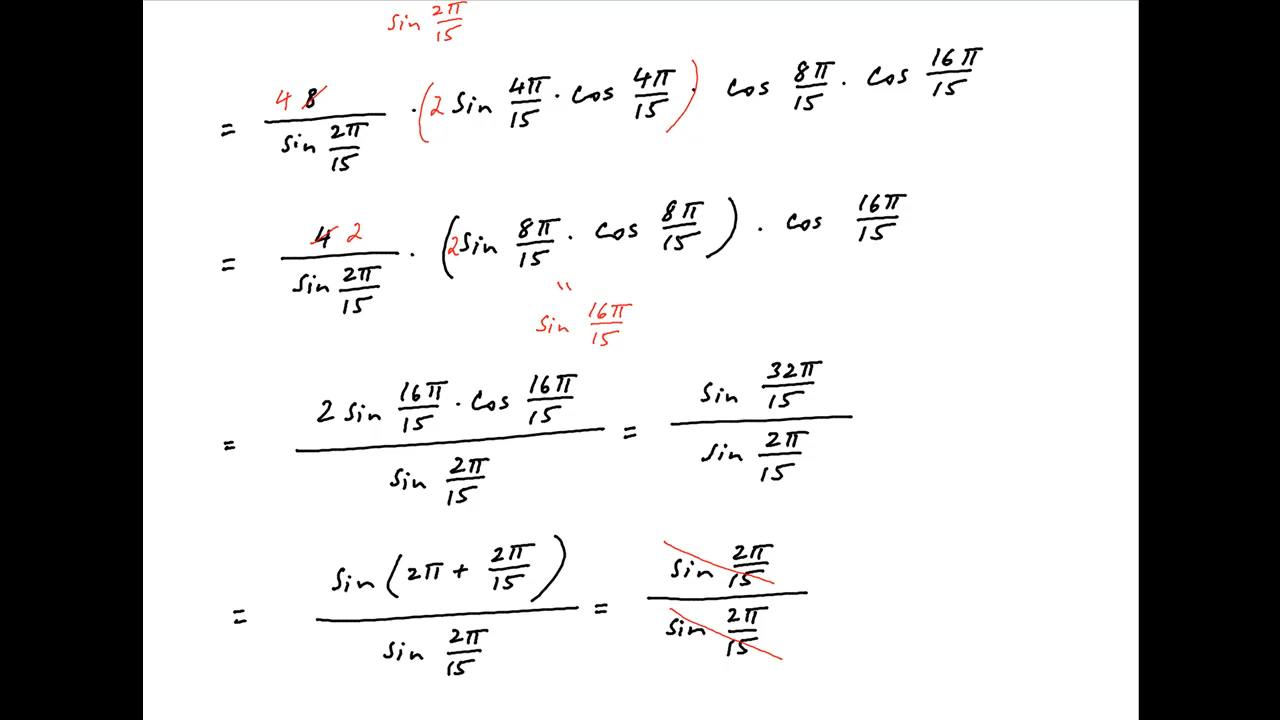 sin 2π/15
= 4 8/(sin 2π/15) · (2 sin 4π/15 · cos 4π/15) · cos 8π/15 · cos 16π/15
= 4 2/(sin 2π/15) · (2 sin 8π/15 · cos 8π/15) · cos 16π/15
"
sin 16π/15
= (2 sin 16π/15 · cos 16π/15)/(sin 2π/15) = (sin 32π/15)/(sin 2π/15)
= (sin (2π + 2π/15))/(sin 2π/15) = (sin 2π/15)/(sin 2π/15)